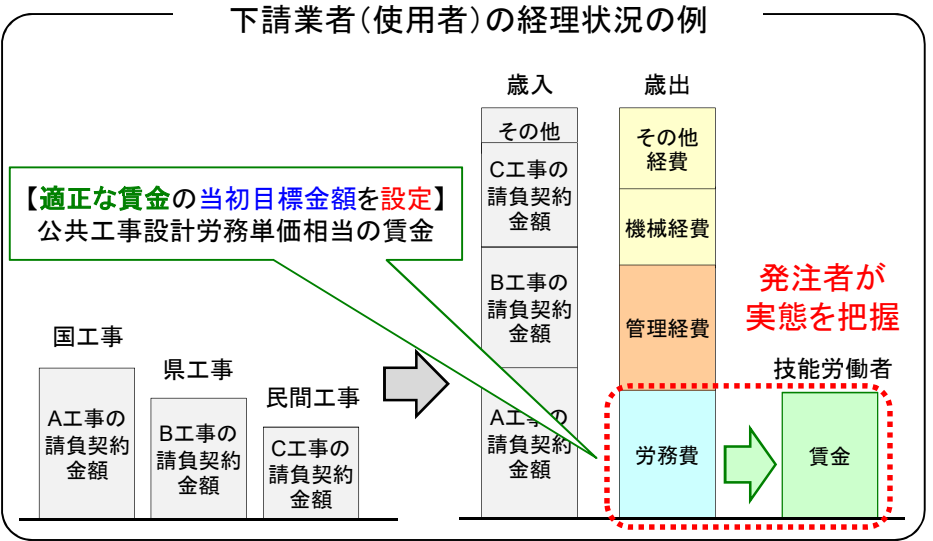 下請業者(使用者)の経理状況の例
【適正な賃金の当初目標金額を設定】
公共工事設計労務単価相当の賃金
国工事
A工事の
請負契約
金額
県工事
B工事の
請負契約
金額
民間工事
C工事の
請負契約
金額
歳入
その他
C工事の
請負契約
金額
B工事の
請負契約
金額
A工事の
請負契約
金額
歳出
その他
経費
機械経費
管理経費
労務費
発注者が
実態を把握
技能労働者
賃金